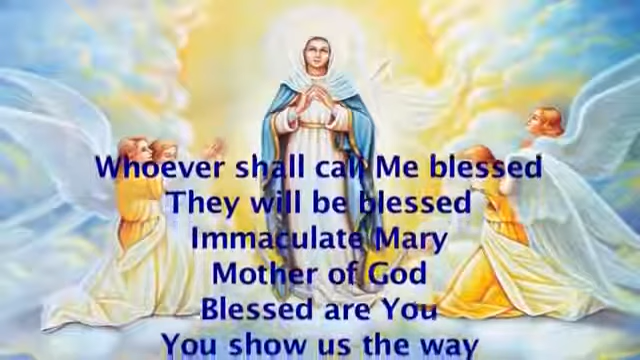 Whoever shall call Me blessed
They will be blessed
Immaculate Mary
Mother of God
Blessed are You
You show us the way